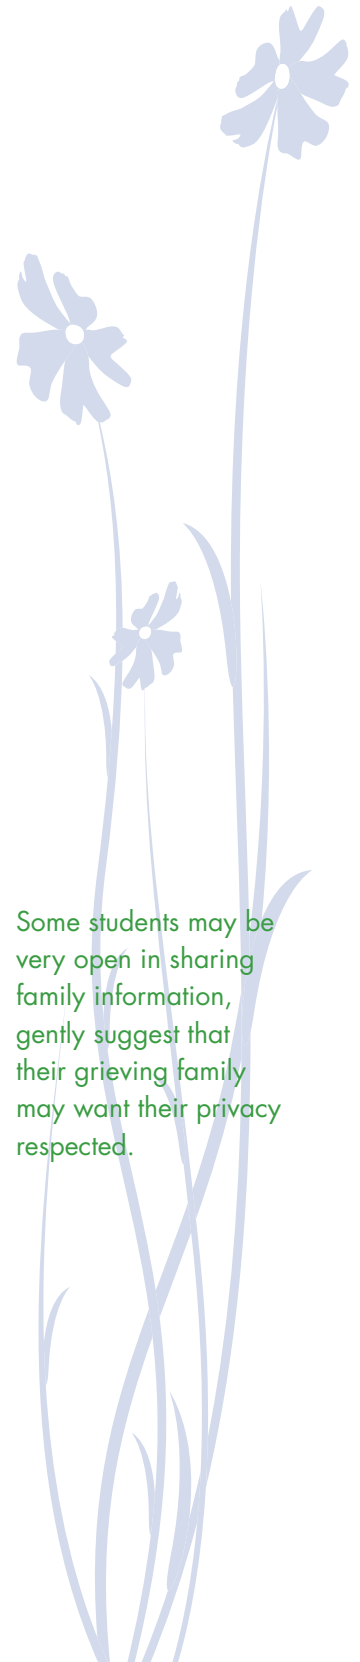 Some students may be
very open in sharing
family information,
gently suggest that
their grieving family
may want their privacy
respected.